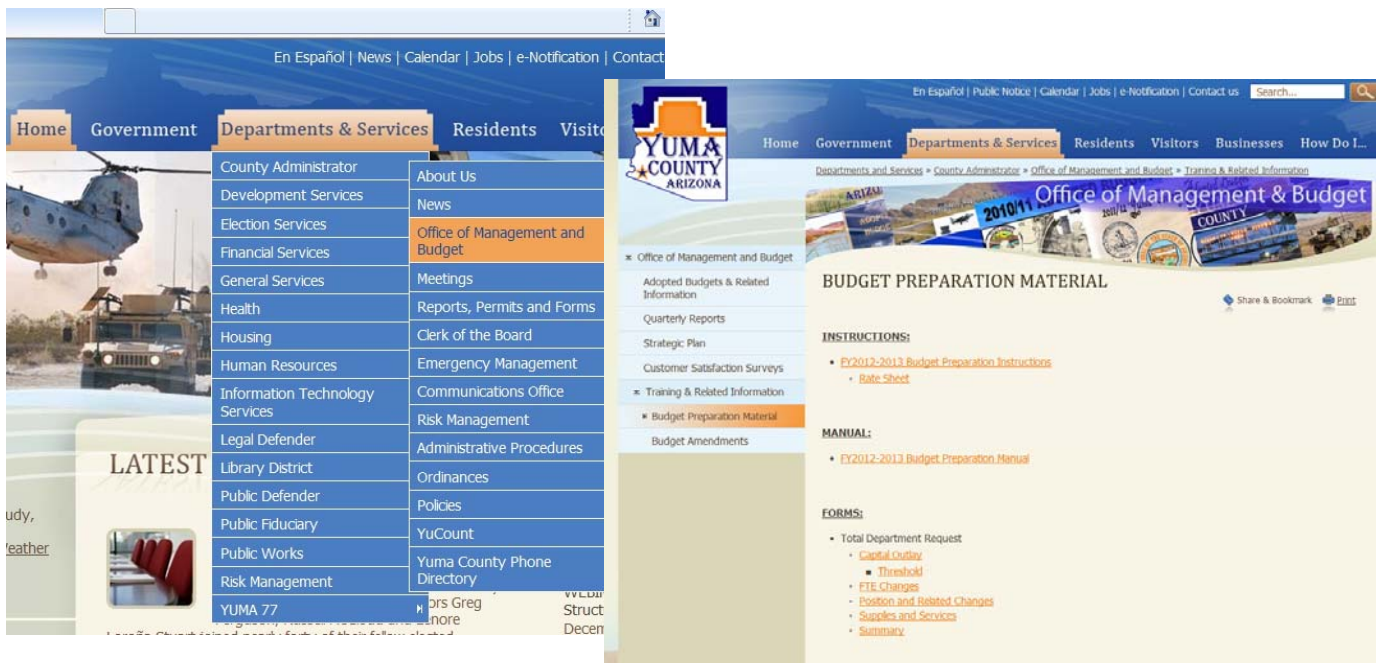 En Español | News | Calendar | Jobs | e-Notification | Contact
Home Government Departments & Services Residents
County Administrator
Development Services
Election Services
Financial Services
General Services
Health
Housing
Human Resources
Information Technology
Services
Legal Defender
Library District
Public Defender
Public Fiduciary
Public Works
Risk Management
YUMA 77
About Us
News
Office of Management and
Budget
Meetings
Reports, Permits and Forms
Clerk of the Board
Emergency Management
Communications Office
Risk Management
Administrative Procedures
Ordinances
Policies
YuCount
Yuma County Phone
Directory
LATEST
udy,
eather
ors Greg
enore
Struct
Decem
YUMA
COUNTY
ARIZONA
En Español | Public Notice | Calendar | Jobs | e-Notification | Contact us Search...
Home Government Departments & Services Residents Visitors Businesses How Do I...
Departments and Services » County Administrator » Office of Management and Budget » Training & Related Information
Office of Management & Budget
2010/11
COUNTY
Office of Management and Budget
Adopted Budgets & Related
Information
Quarterly Reports
Strategic Plan
Customer Satisfaction Surveys
Training & Related Information
Budget Preparation Material
Budget Amendments
BUDGET PREPARATION MATERIAL
Share & Bookmark Print
INSTRUCTIONS:
FY2012-2013 Budget Preparation Instructions
Rate Sheet
MANUAL:
FY2012-2013 Budget Preparation Manual
FORMS:
Total Department Request
Capital Outlay
Threshold
FTE Changes
Position and Related Changes
Supplies and Services
Summary